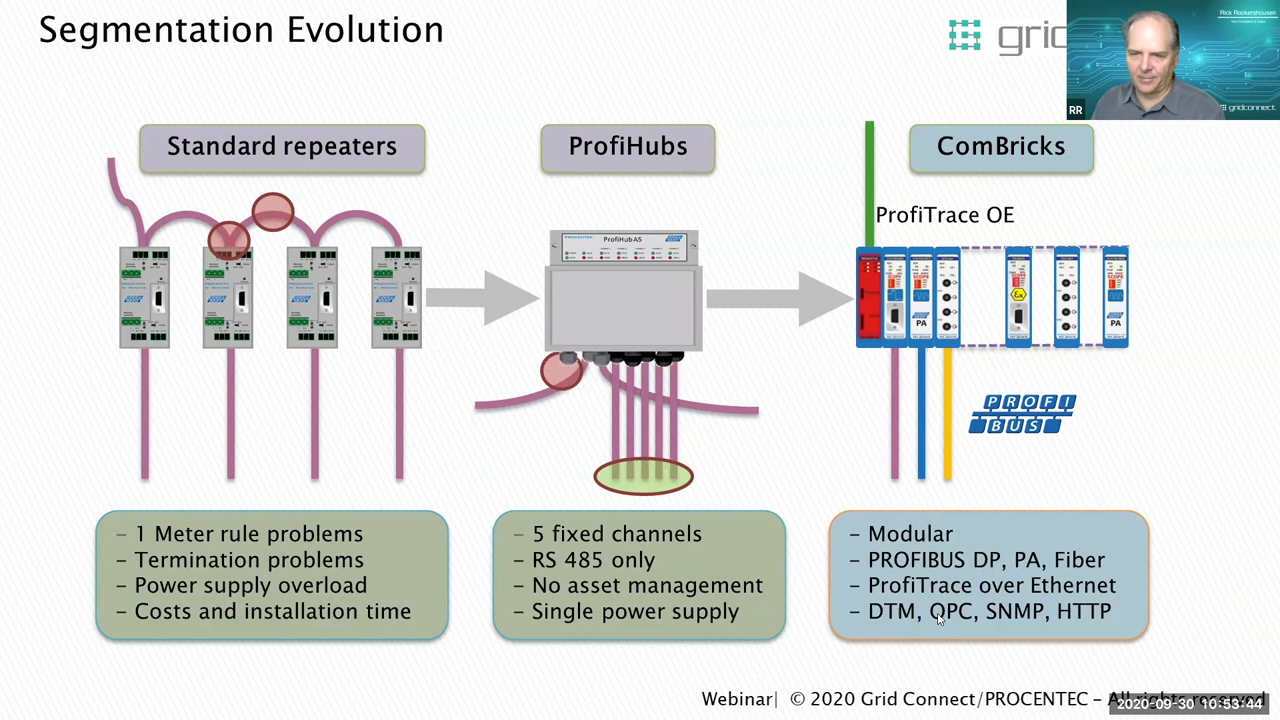 Segmentation Evolution
grid
Rick Rockershousen
gridconnect
RR
Standard repeaters
ProfiHubs
ComBricks
ProfiTrace OE
PROCENTEC
ProfiHub A5
PA
PA
PROFI
BUS
– 1 Meter rule problems
– Termination problems
– Power supply overload
– Costs and installation time
– 5 fixed channels
– RS 485 only
– No asset management
– Single power supply
– Modular
– PROFIBUS DP, PA, Fiber
– ProfiTrace over Ethernet
– DTM, OPC, SNMP, HTTP
Webinar| © 2020 Grid Connect/PROCENTEC – All rights reserved
2020-09-30 10:53:44